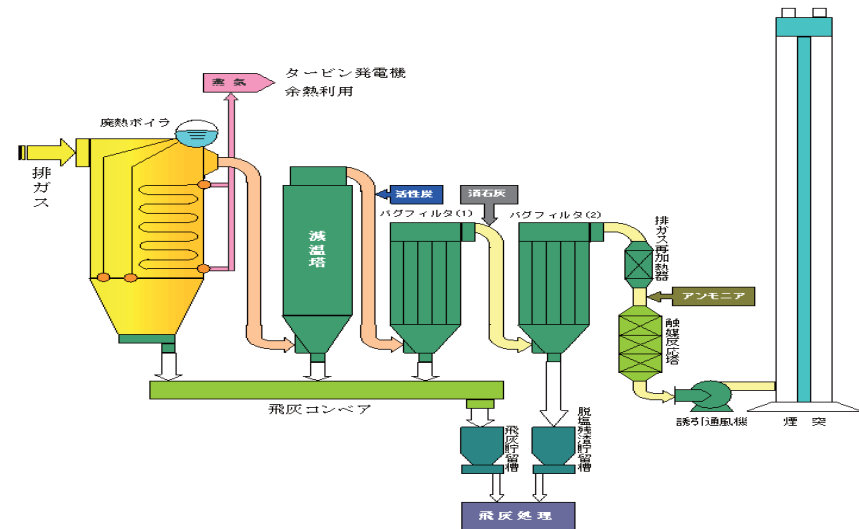 蒸気
タービン発電機
余熱利用
廃熱ボイラ
排ガス
活性炭
消石灰
バグフィルタ(1)
バグフィルタ(2)
減温塔
排ガス再加熱器
アンモニア
触媒反応塔
飛灰コンベア
誘引通風機
煙突
飛灰貯留槽
脱塩残渣貯留槽
飛灰処理